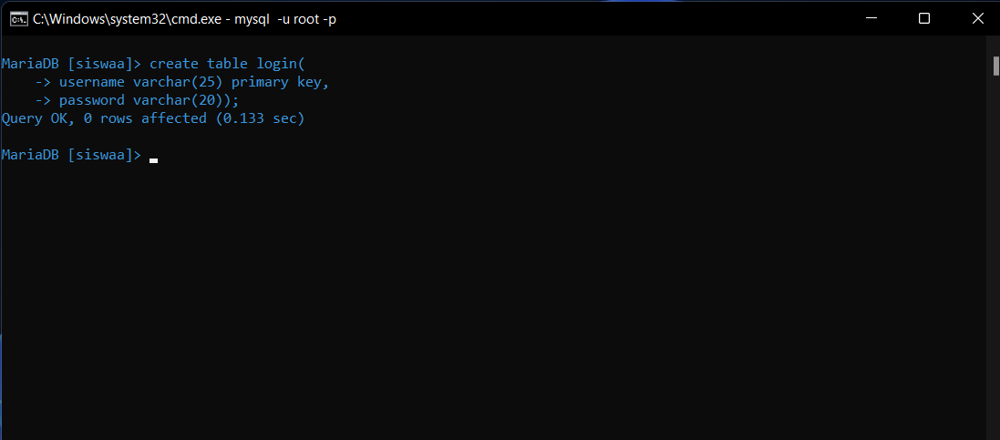 C:\Windows\system32\cmd.exe - mysql  -u root -p
MariaDB [siswaa]> create table login(
    -> username varchar(25) primary key,
    -> password varchar(20));
Query OK, 0 rows affected (0.133 sec)
MariaDB [siswaa]>